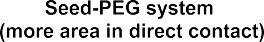 Seed-PEG system
(more area in direct contact)